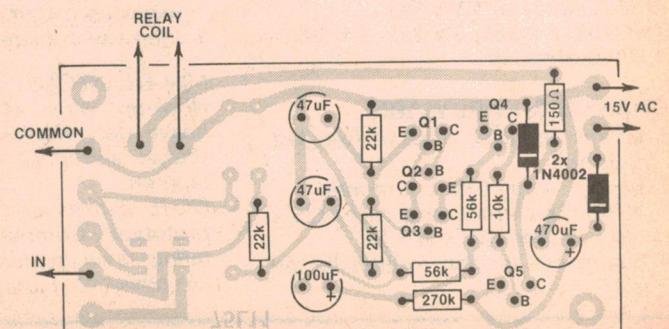 RELAY
COIL
COMMON
IN
47uF
47uF
100uF
+
22k
22k
22k
E
Q1
C
B
Q2
B
C
E
E
C
Q3
B
Q4
E
C
B
150Ω
15V AC
2x
1N4002
56k
10k
470uF
+
56k
270k
Q5
E
C
B